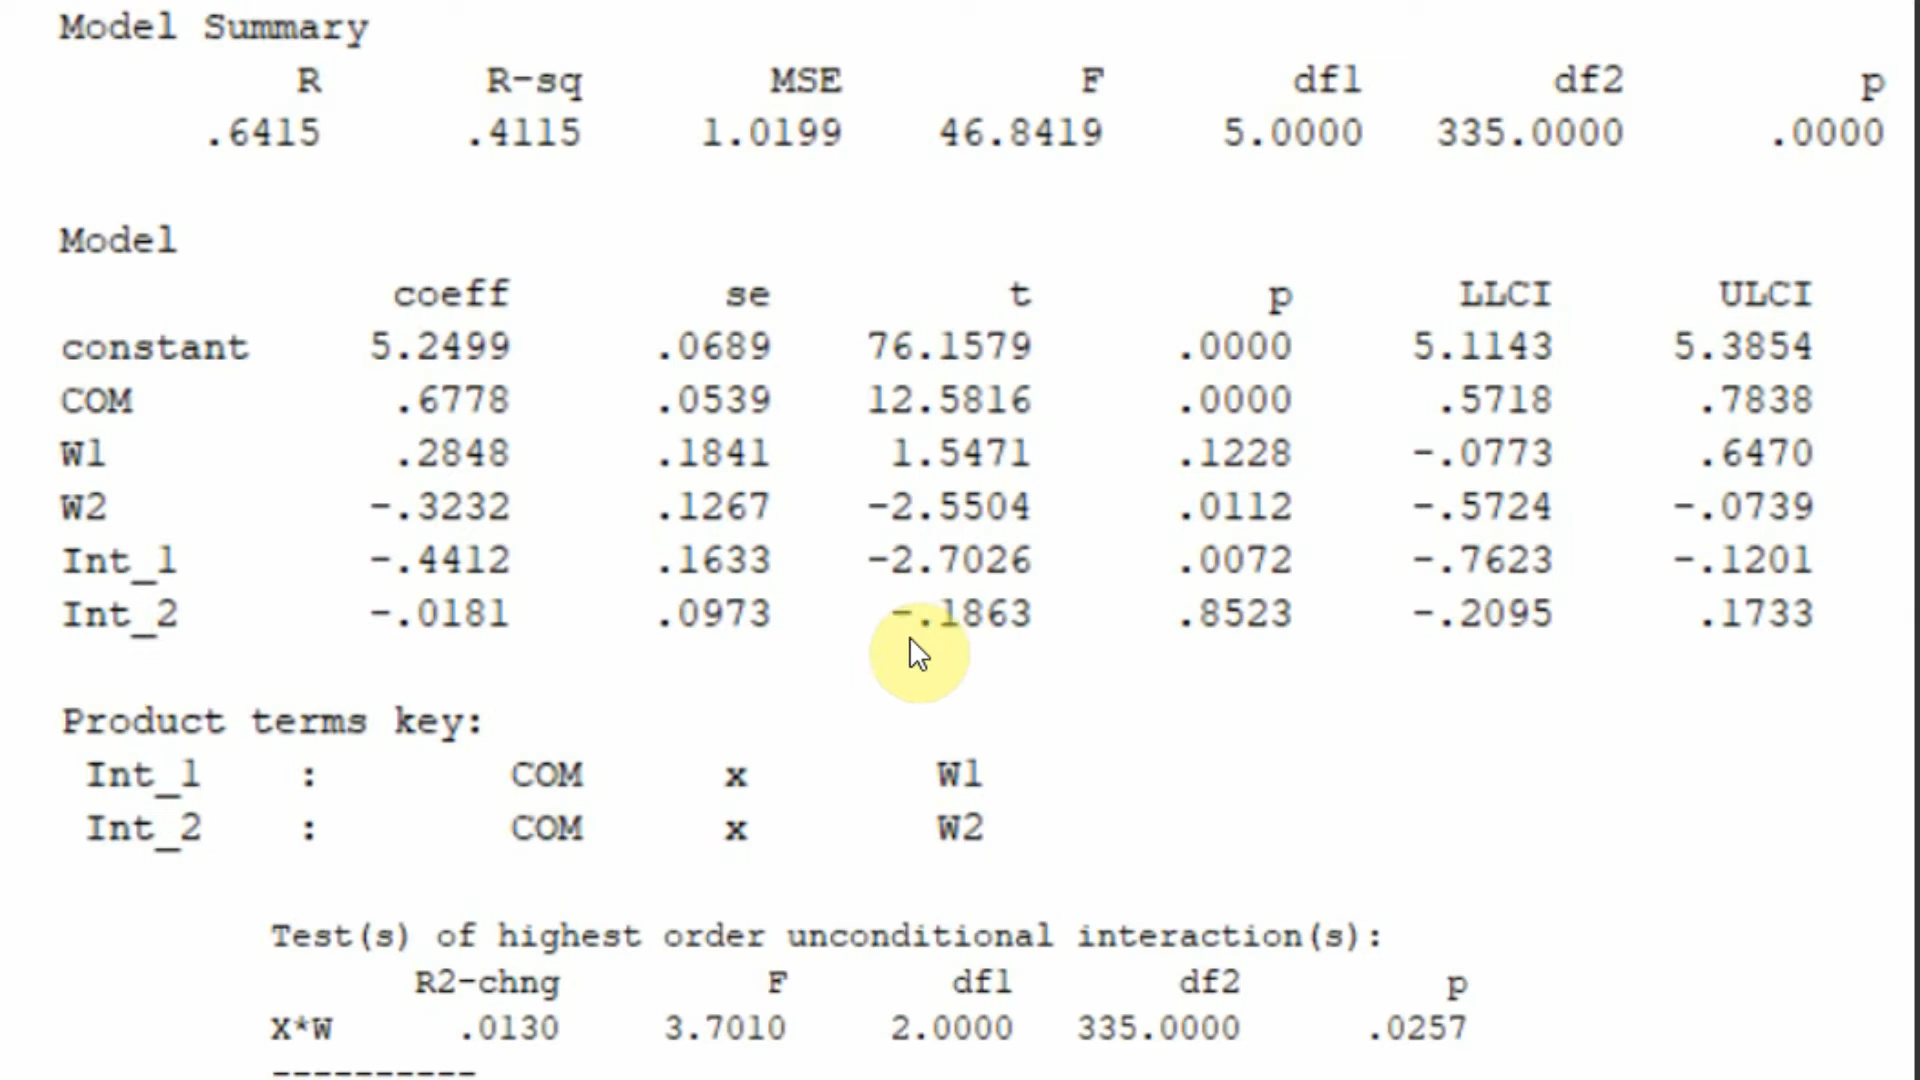 Model Summary
R R-sq MSE F df1 df2 p
.6415 .4115 1.0199 46.8419 5.0000 335.0000 .0000
Model
coeff se t p LLCI ULCI
constant 5.2499 .0689 76.1579 .0000 5.1143 5.3854
COM .6778 .0539 12.5816 .0000 .5718 .7838
W1 .2848 .1841 1.5471 .1228 -.0773 .6470
W2 -.3232 .1267 -2.5504 .0112 -.5724 -.0739
Int_1 -.4412 .1633 -2.7026 .0072 -.7623 -.1201
Int_2 -.0181 .0973 -.1863 .8523 -.2095 .1733
Product terms key:
Int_1 : COM x W1
Int_2 : COM x W2
Test(s) of highest order unconditional interaction(s):
R2-chng F df1 df2 p
X*W .0130 3.7010 2.0000 335.0000 .0257
----------